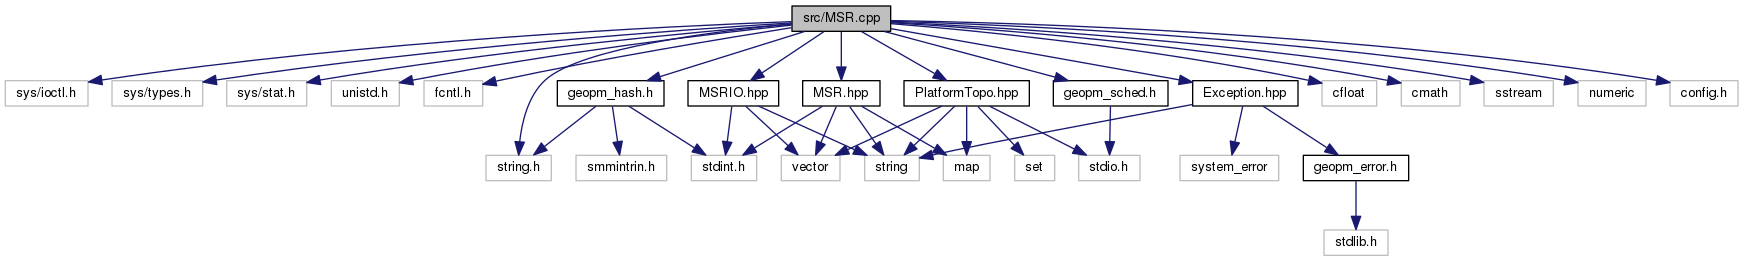 src/MSR.cpp
sys/ioctl.h
sys/types.h
sys/stat.h
unistd.h
fcntl.h
geopm_hash.h
MSRIO.hpp
MSR.hpp
PlatformTopo.hpp
geopm_sched.h
Exception.hpp
cfloat
cmath
sstream
numeric
config.h
string.h
smmintrin.h
stdint.h
vector
string
map
set
stdio.h
system_error
geopm_error.h
stdlib.h